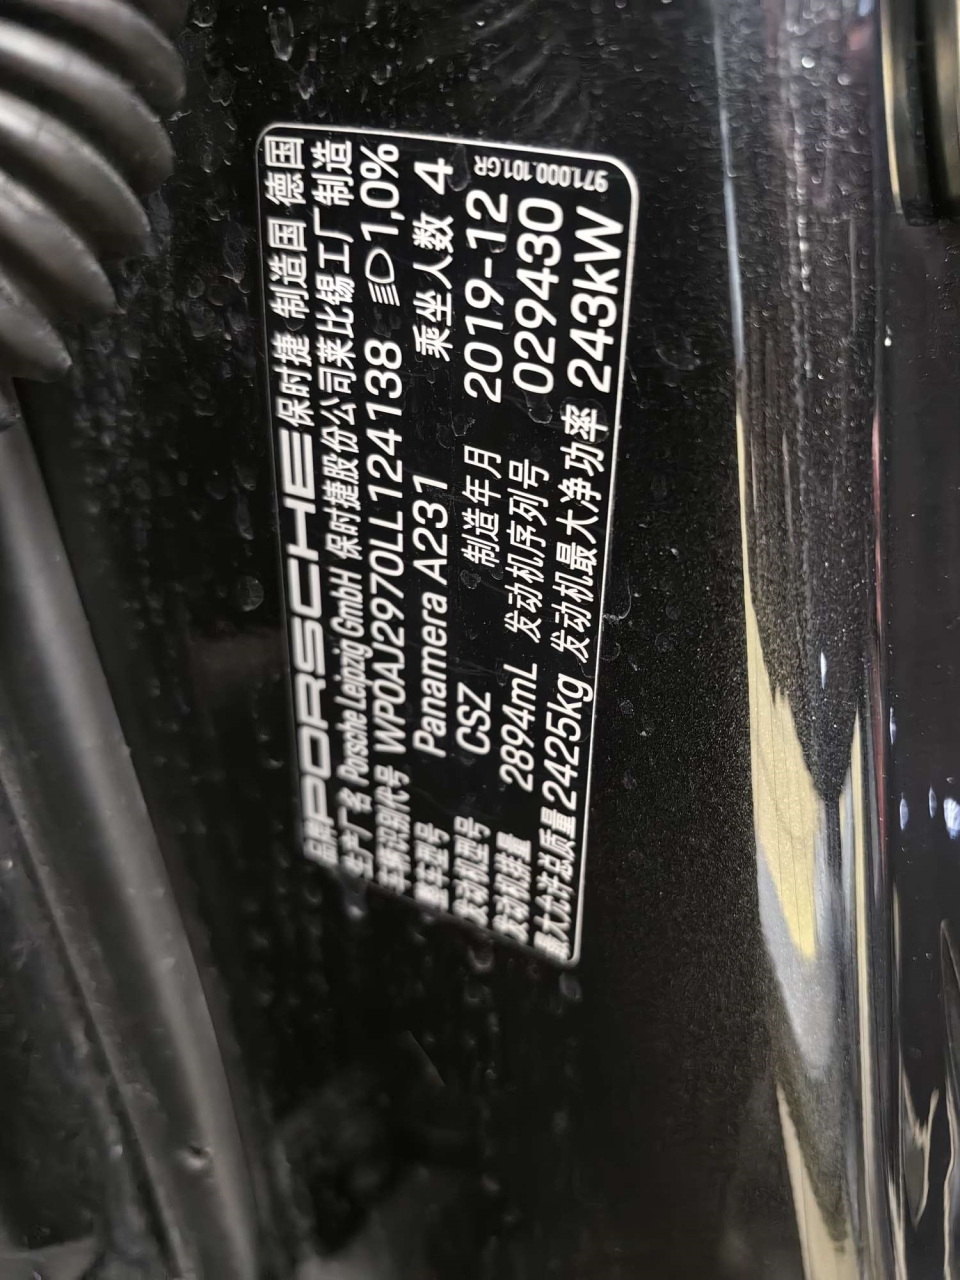 品牌 PORSCHE 保时捷 制造国 德国
生产厂名 Porsche Leipzig GmbH 保时捷股份公司莱比锡工厂制造
车辆识别代号 WP0AJ2970LL124138 1,0%
整车型号 Panamera A231 乘坐人数 4
发动机型号 CSZ 制造年月 2019-12
发动机排量 2894mL 发动机序列号 029430
最大允许总质量 2425kg 发动机最大净功率 243kW
971.000.101.GR